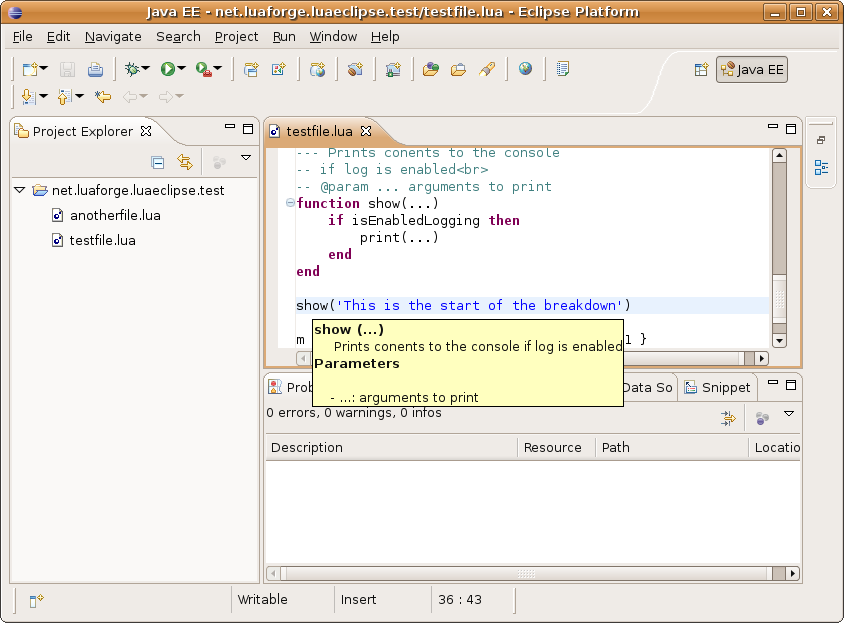 Java EE - net.luaforge.luaeclipse.test/testfile.lua - Eclipse Platform
File Edit Navigate Search Project Run Window Help
Java EE
Project Explorer
net.luaforge.luaeclipse.test
anotherfile.lua
testfile.lua
testfile.lua
--- Prints conents to the console
-- if log is enabled<br>
-- @param ... arguments to print
function show(...)
if isEnabledLogging then
print(...)
end
end
show('This is the start of the breakdown')
m l }
show (...)
Prints conents to the console if log is enabled
Parameters
- ...: arguments to print
Prob Data So Snippet
0 errors, 0 warnings, 0 infos
Description Resource Path Locatio
Writable Insert 36 : 43